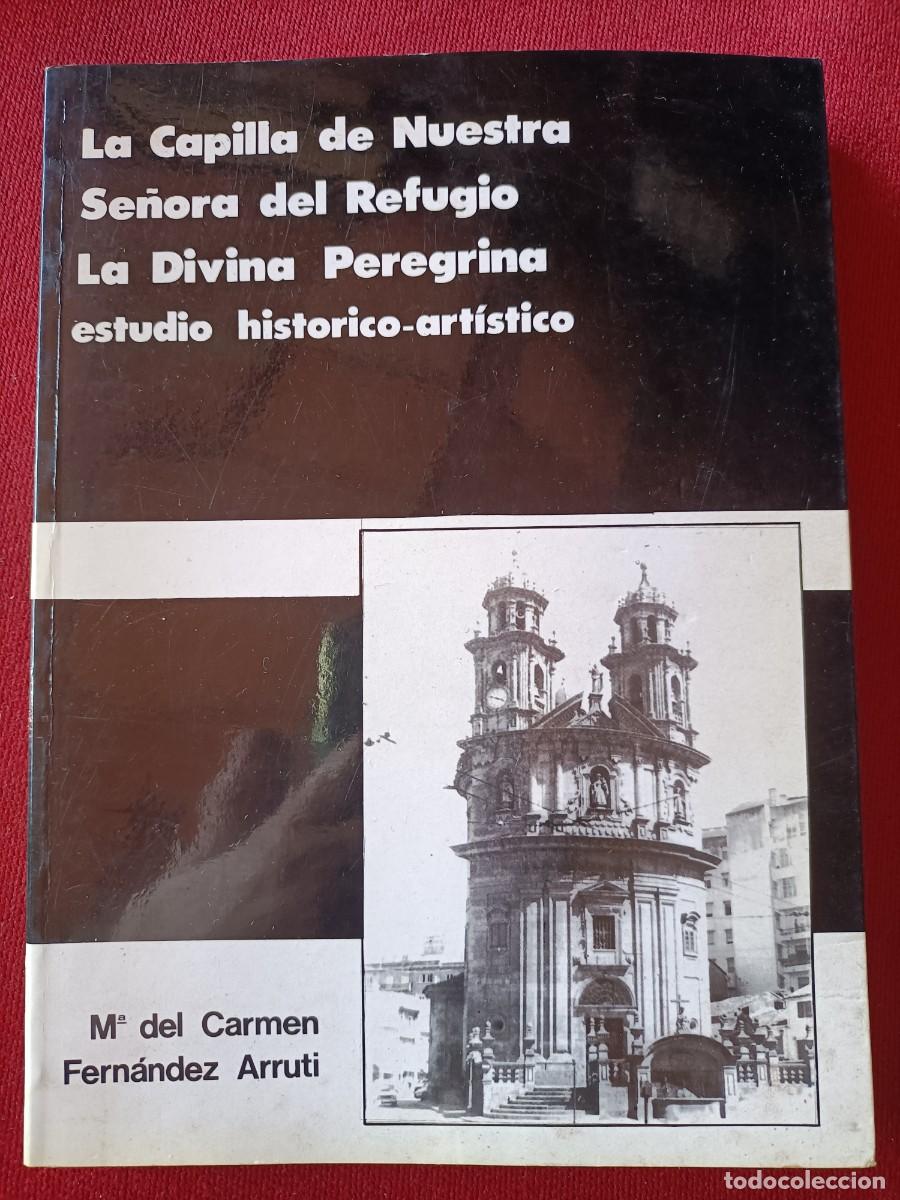 La Capilla de Nuestra
Señora del Refugio
La Divina Peregrina
estudio historico-artístico
Mª del Carmen
Fernández Arruti
todocoleccion